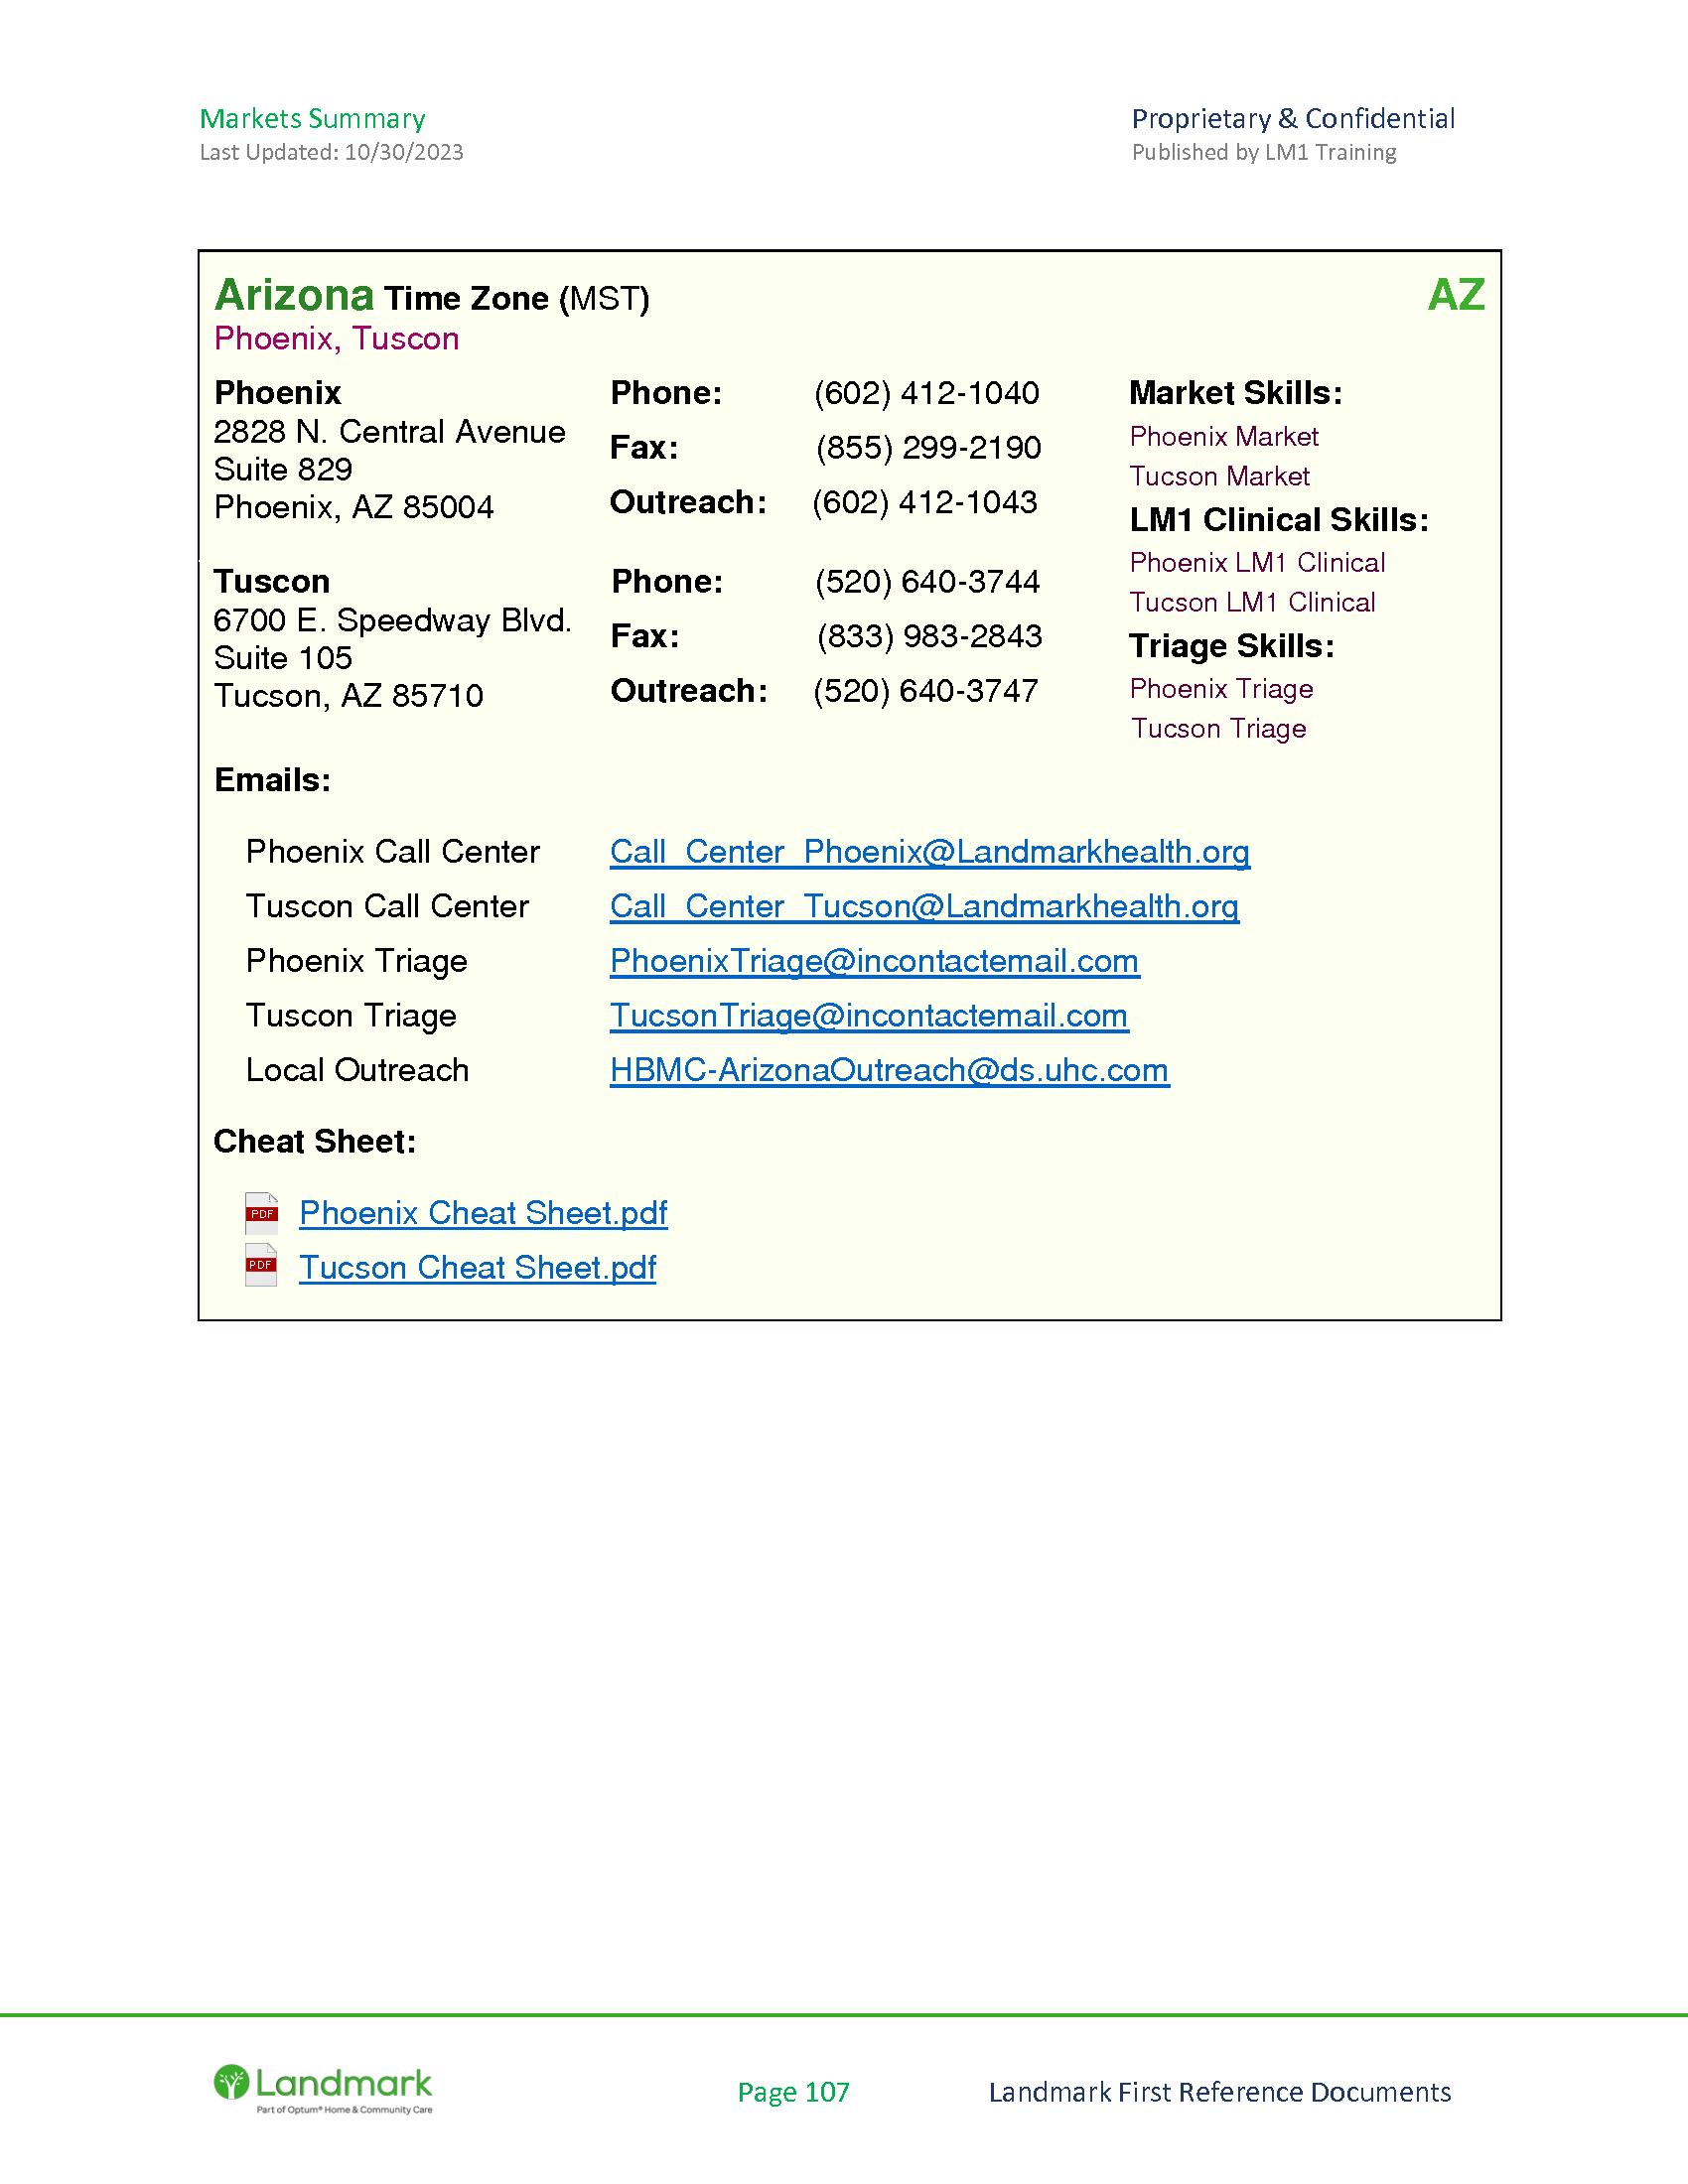 Markets Summary
Proprietary & Confidential
Last Updated: 10/30/2023
Published by LM1 Training
Arizona Time Zone (MST)
AZ
Phoenix, Tuscon
Phoenix
2828 N. Central Avenue
Suite 829
Phoenix, AZ 85004
Phone: (602) 412-1040
Fax: (855) 299-2190
Outreach: (602) 412-1043
Tuscon
6700 E. Speedway Blvd.
Suite 105
Tucson, AZ 85710
Phone: (520) 640-3744
Fax: (833) 983-2843
Outreach: (520) 640-3747
Market Skills:
Phoenix Market
Tucson Market
LM1 Clinical Skills:
Phoenix LM1 Clinical
Tucson LM1 Clinical
Triage Skills:
Phoenix Triage
Tucson Triage
Emails:
Phoenix Call Center Call_Center_Phoenix@Landmarkhealth.org
Tuscon Call Center Call_Center_Tucson@Landmarkhealth.org
Phoenix Triage PhoenixTriage@incontactemail.com
Tuscon Triage TucsonTriage@incontactemail.com
Local Outreach HBMC-ArizonaOutreach@ds.uhc.com
Cheat Sheet:
PDF Phoenix Cheat Sheet.pdf
PDF Tucson Cheat Sheet.pdf
Landmark
Part of Optum® Home & Community Care
Page 107
Landmark First Reference Documents